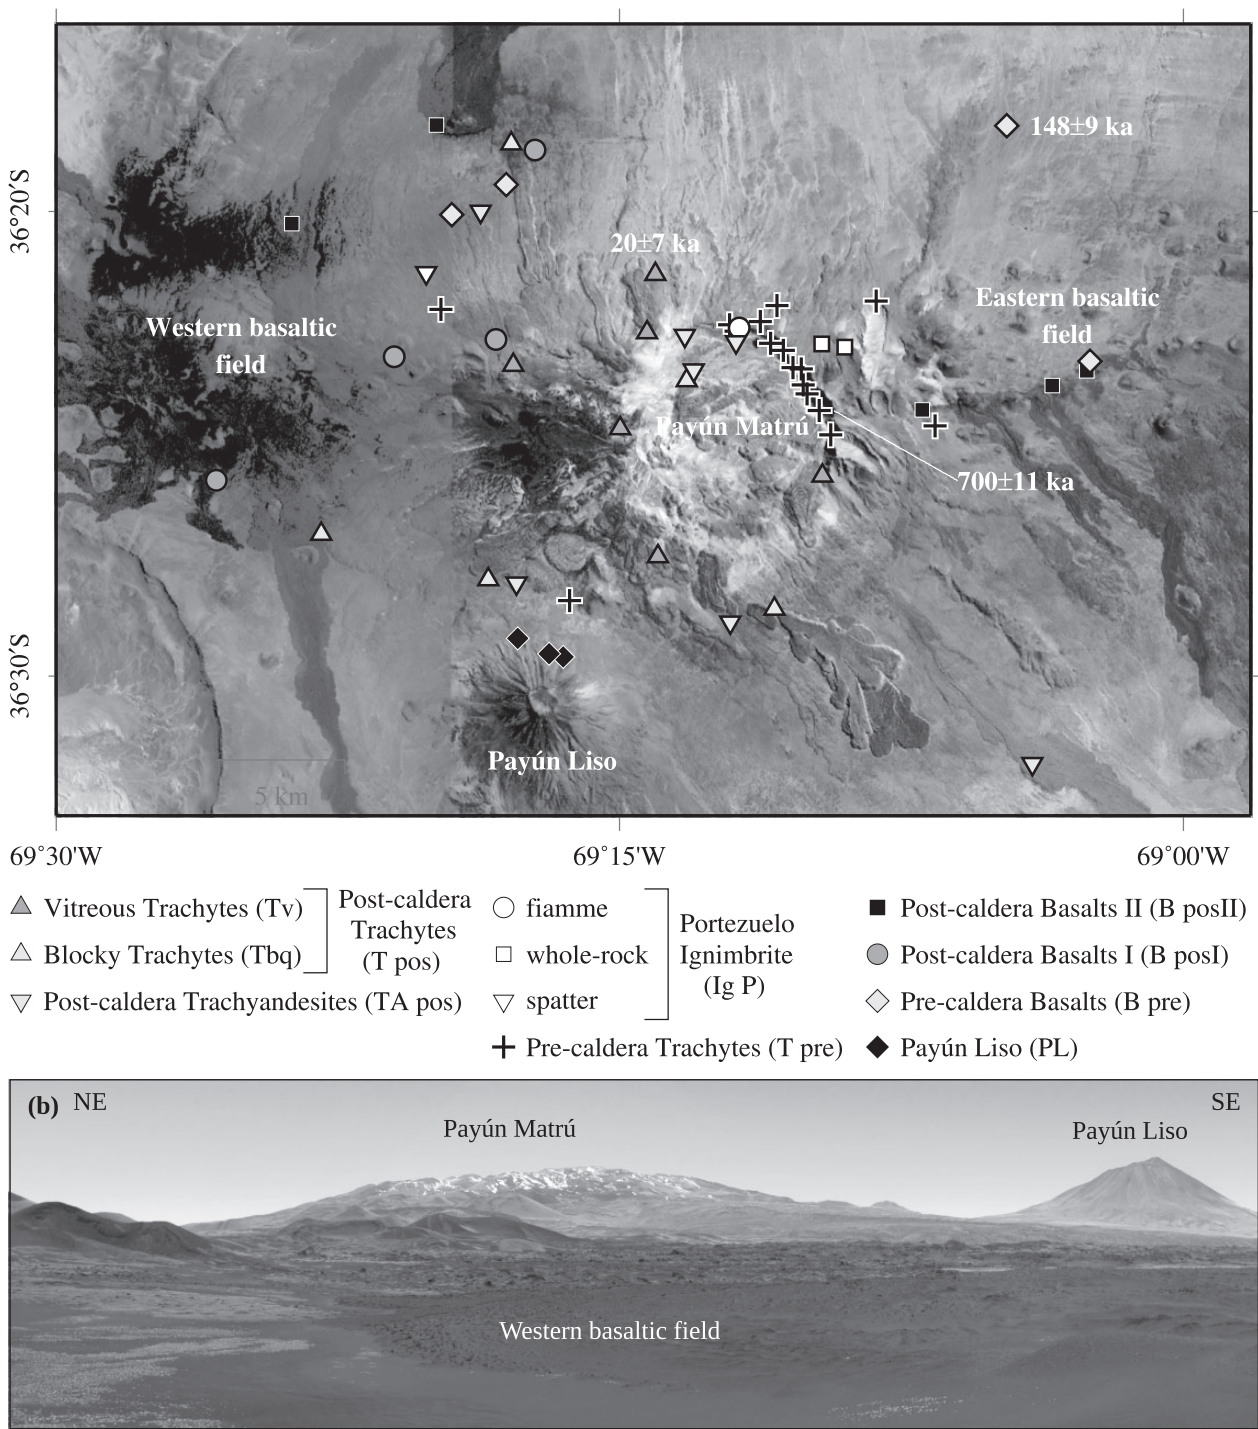 148±9 ka
36°20′S
20±7 ka
Eastern basaltic
field
Western basaltic
field
Payún Matrú
700±11 ka
36°30′S
Payún Liso
5 km
69°30'W
69°15'W
69°00'W
Vitreous Trachytes (Tv)
Blocky Trachytes (Tbq)
Post-caldera
Trachytes
(T pos)
Post-caldera Trachyandesites (TA pos)
fiamme
whole-rock
spatter
Portezuelo
Ignimbrite
(Ig P)
Pre-caldera Trachytes (T pre)
Post-caldera Basalts II (B posII)
Post-caldera Basalts I (B posI)
Pre-caldera Basalts (B pre)
Payún Liso (PL)
(b) NE
SE
Payún Matrú
Payún Liso
Western basaltic field